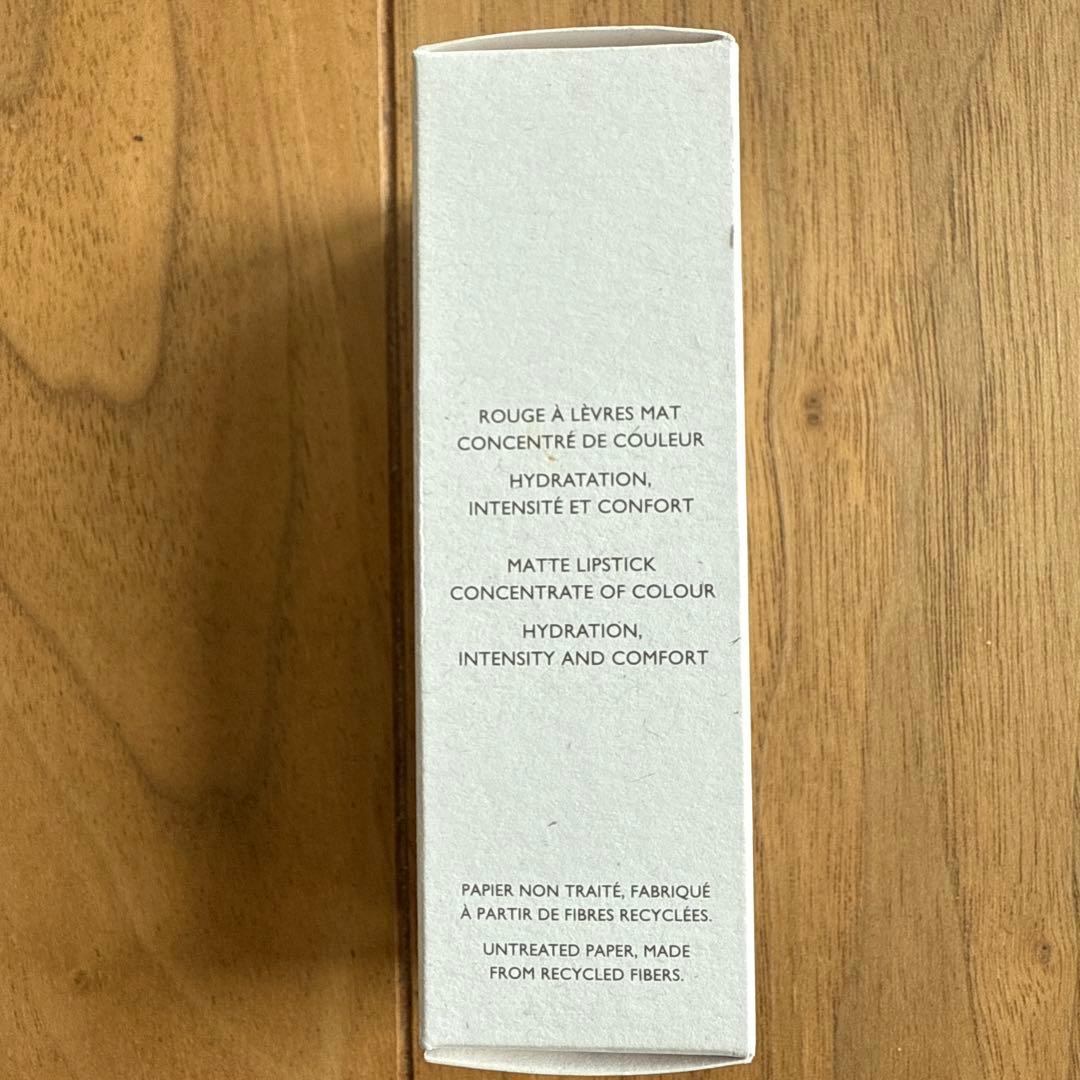 ROUGE À LÈVRES MAT
CONCENTRÉ DE COULEUR
HYDRATATION,
INTENSITÉ ET CONFORT
MATTE LIPSTICK
CONCENTRATE OF COLOUR
HYDRATION,
INTENSITY AND COMFORT
PAPIER NON TRAITÉ, FABRIQUÉ
À PARTIR DE FIBRES RECYCLÉES.
UNTREATED PAPER, MADE
FROM RECYCLED FIBERS.